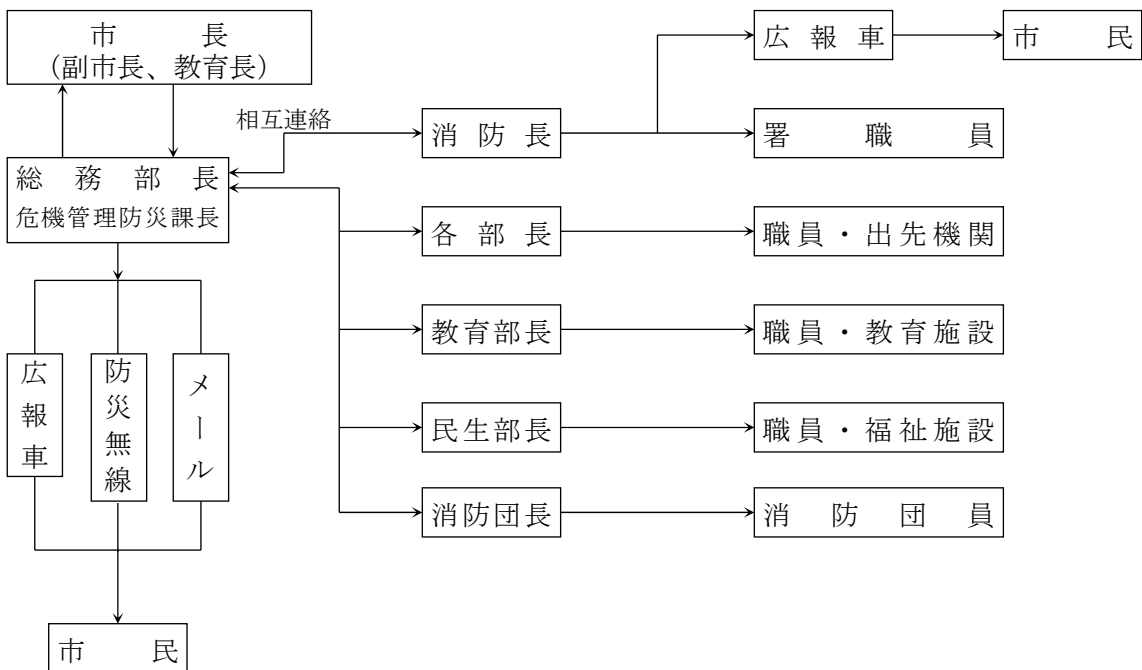 市長
(副市長、教育長)
広報車
市民
相互連絡
消防長
署職員
総務部長
危機管理防災課長
各部長
職員・出先機関
教育部長
職員・教育施設
広報車
防災無線
メール
民生部長
職員・福祉施設
消防団長
消防団員
市民